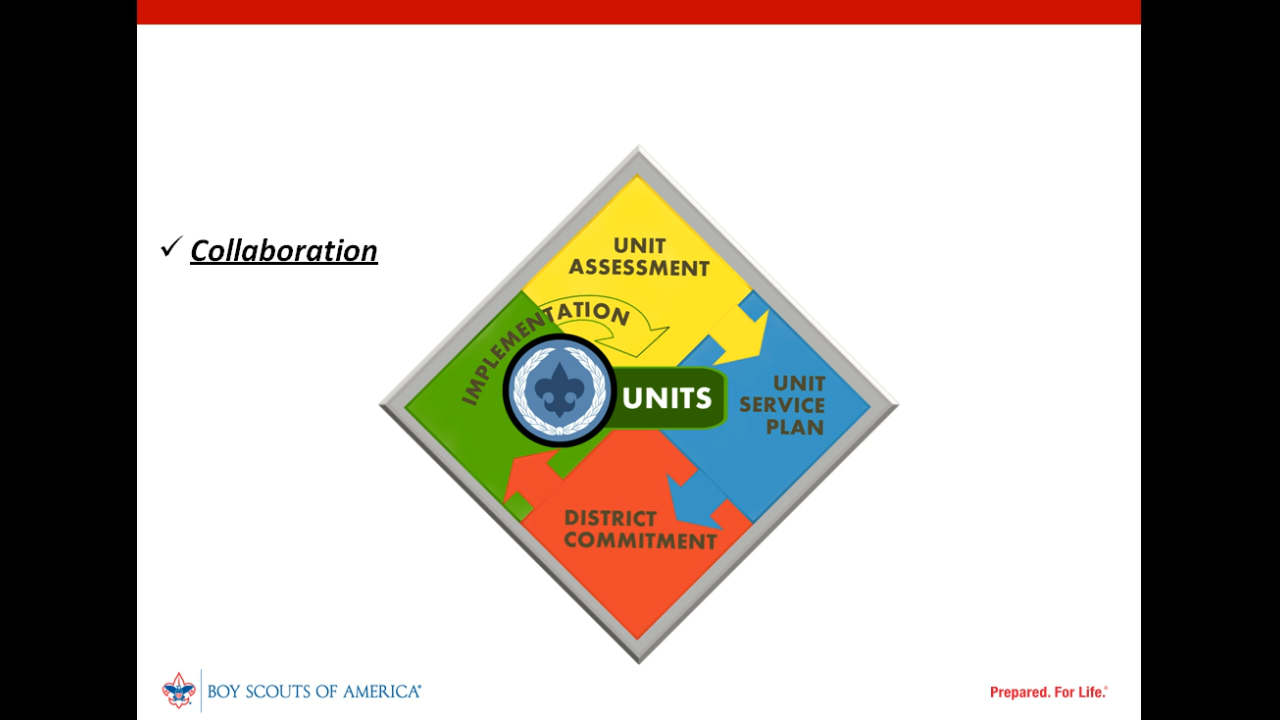 ✓ Collaboration
UNIT
ASSESSMENT
IMPLEMENTATION
UNITS
UNIT
SERVICE
PLAN
DISTRICT
COMMITMENT
BOY SCOUTS OF AMERICA®
Prepared. For Life.®